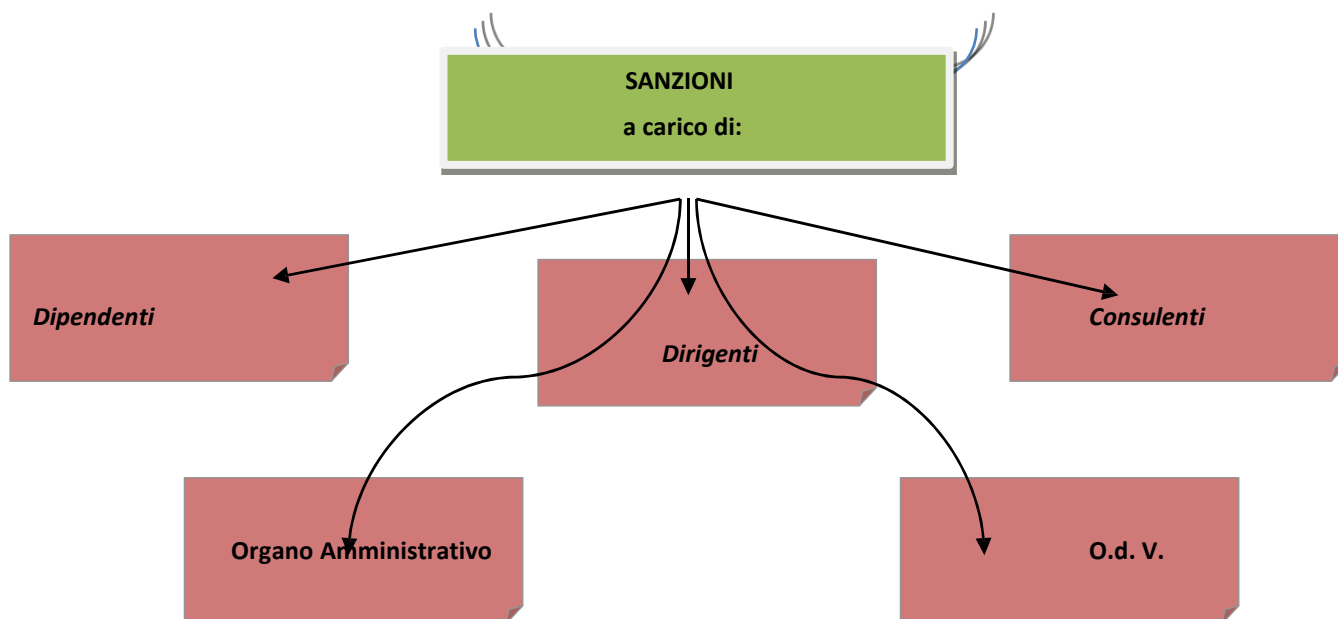 SANZIONI
a carico di:
Dipendenti
Dirigenti
Consulenti
Organo Amministrativo
O.d. V.